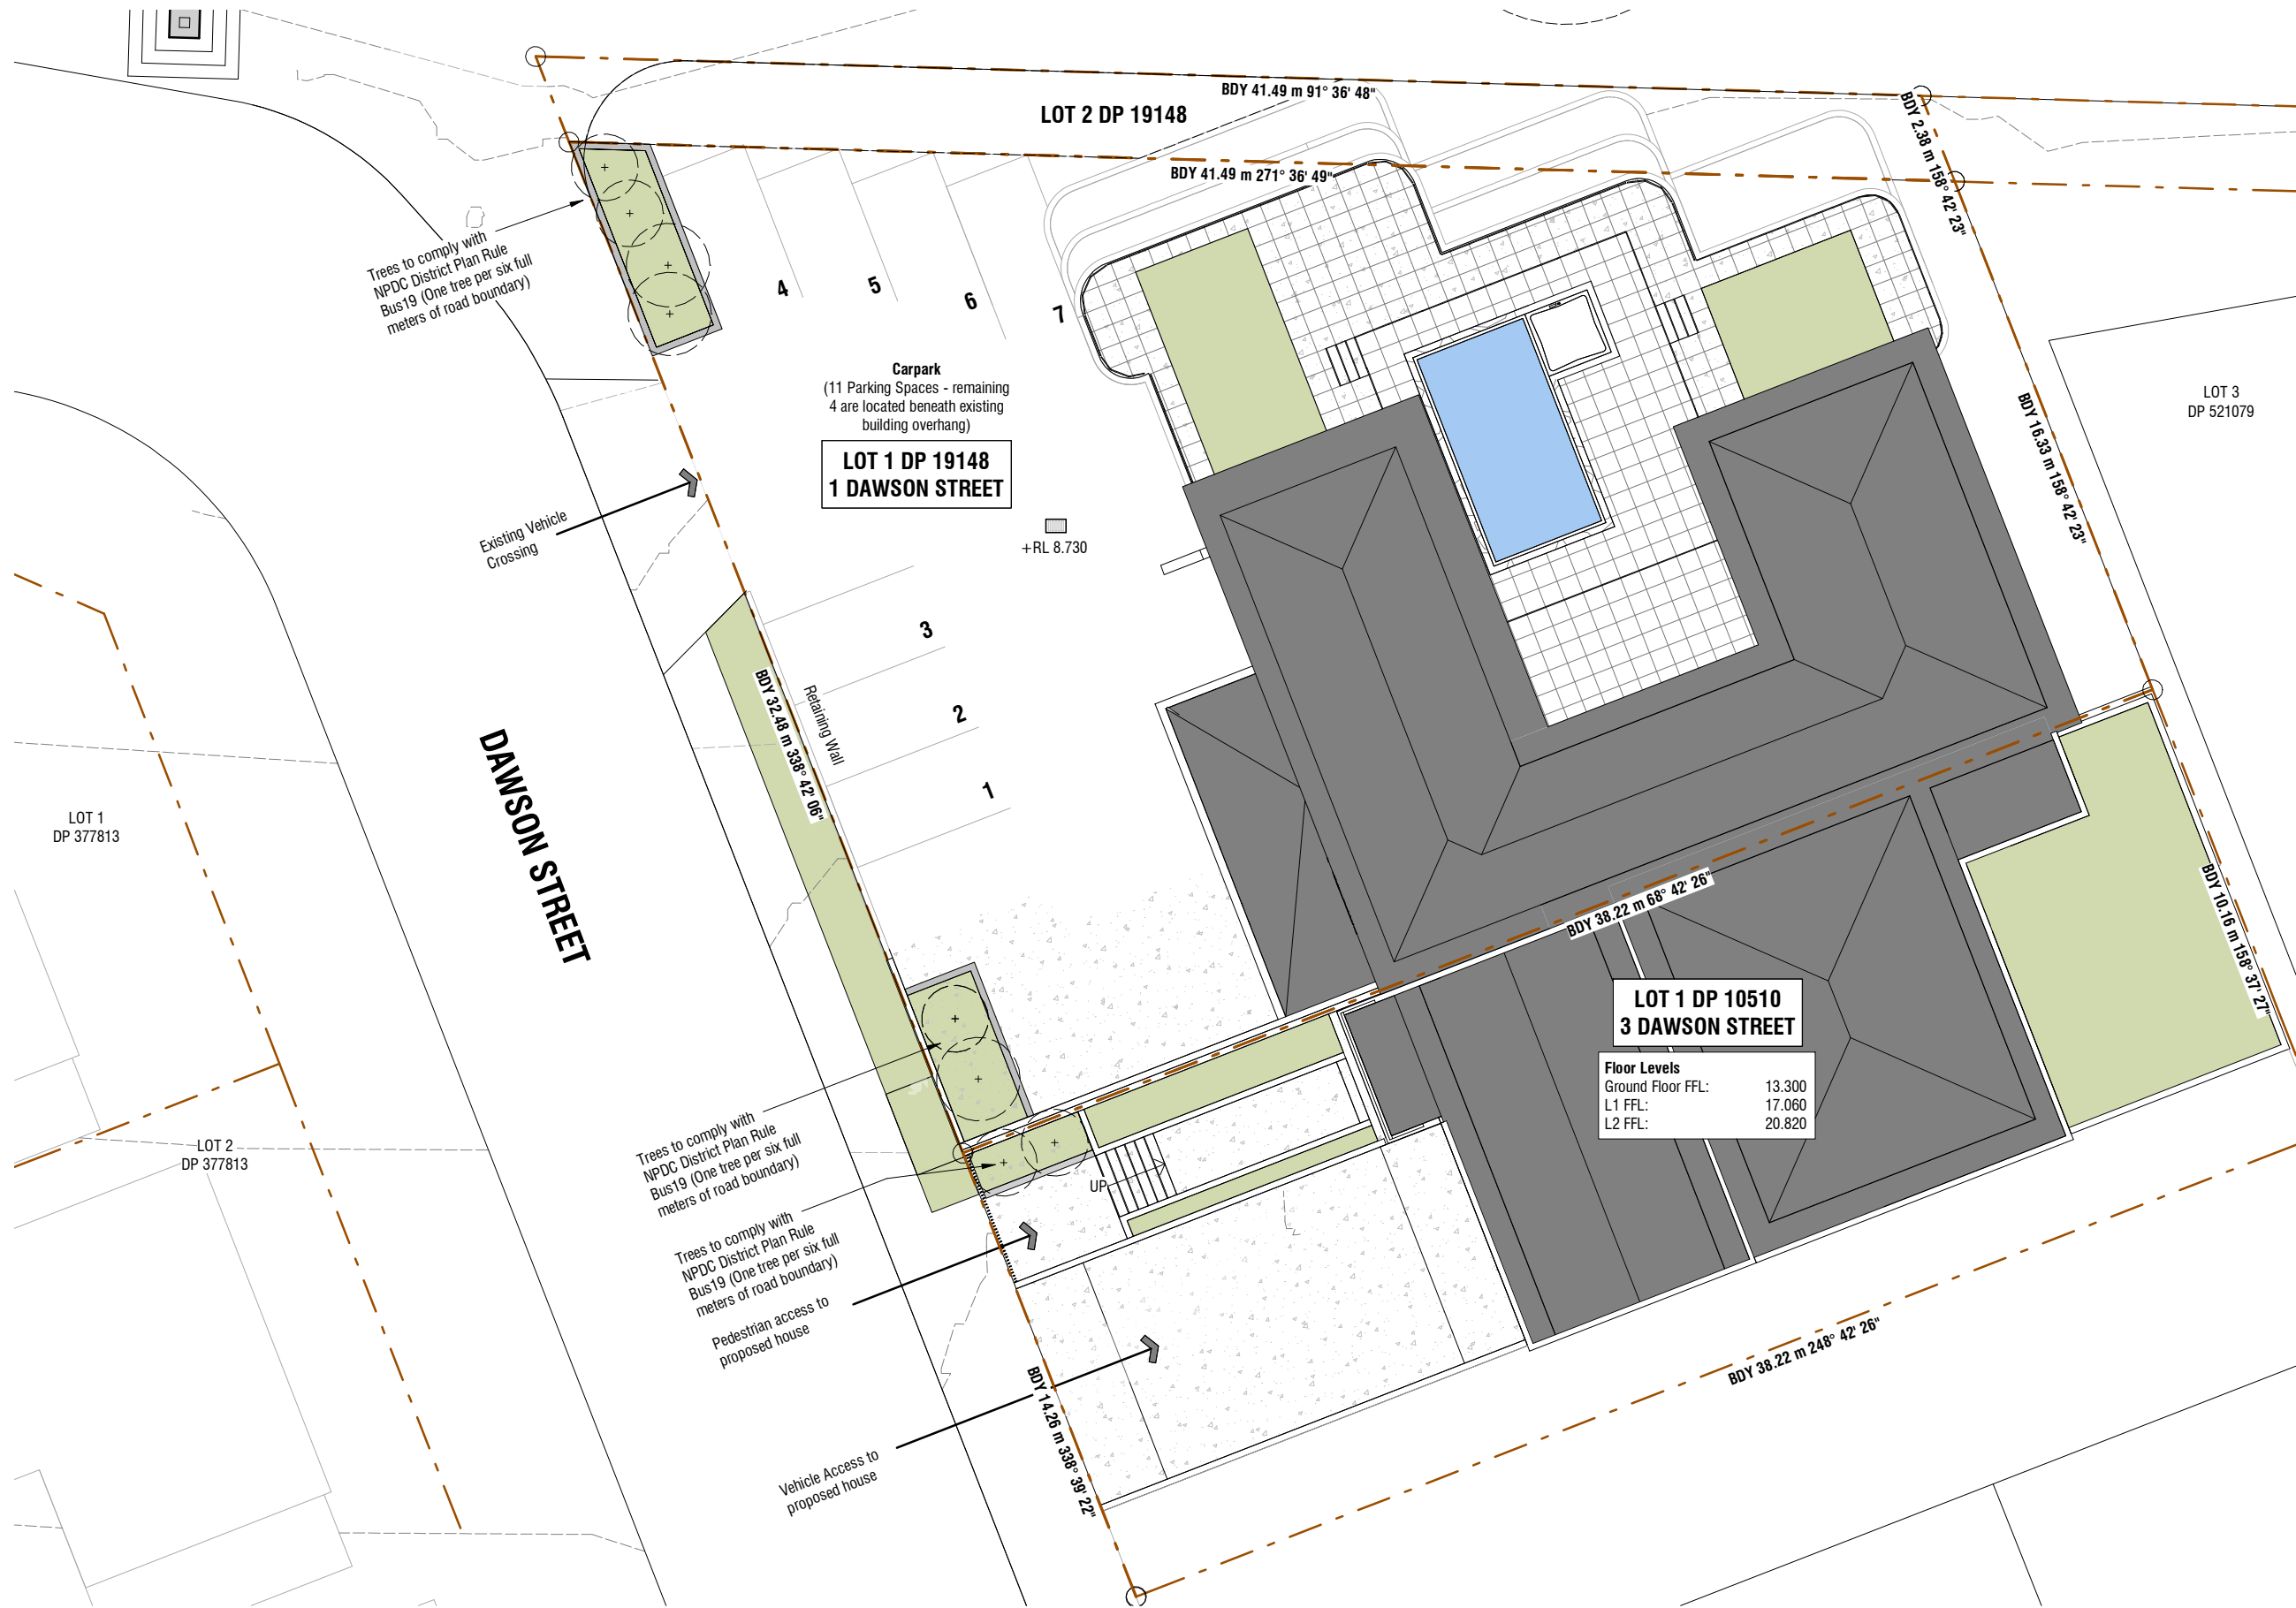 BDY 41.49 m 91° 36' 48"
LOT 2 DP 19148
BDY 2.38 m 158° 42' 23"
BDY 41.49 m 271° 36' 49"
Trees to comply with
NPDC District Plan Rule
Bus19 (One tree per six full
meters of road boundary)
4
5
6
7
Carpark
(11 Parking Spaces - remaining
4 are located beneath existing
building overhang)
LOT 1 DP 19148
1 DAWSON STREET
LOT 3
DP 521079
BDY 16.33 m 158° 42' 23"
Existing Vehicle
Crossing
+RL 8.730
3
2
1
BDY 32.48 m 338° 42' 06"
Retaining Wall
DAWSON STREET
LOT 1
DP 377813
BDY 38.22 m 68° 42' 26"
BDY 10.16 m 158° 37' 27"
LOT 1 DP 10510
3 DAWSON STREET
Floor Levels
Ground Floor FFL: 13.300
L1 FFL: 17.060
L2 FFL: 20.820
LOT 2
DP 377813
Trees to comply with
NPDC District Plan Rule
Bus19 (One tree per six full
meters of road boundary)
UP
Trees to comply with
NPDC District Plan Rule
Bus19 (One tree per six full
meters of road boundary)
Pedestrian access to
proposed house
Vehicle Access to
proposed house
BDY 14.26 m 338° 39' 22"
BDY 38.22 m 248° 42' 26"